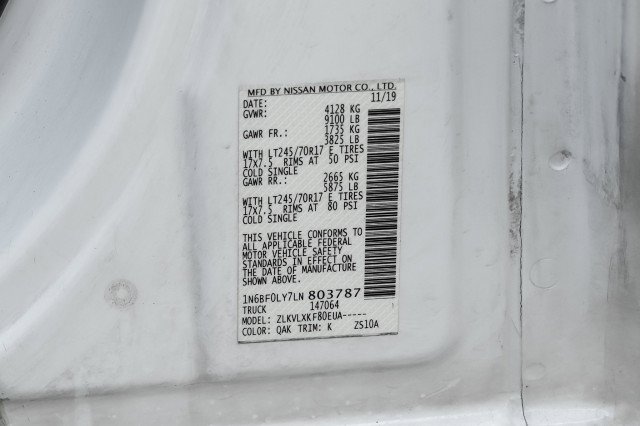 MFD BY NISSAN MOTOR CO., LTD.
DATE: 11/19
GVWR: 4128 KG
9100 LB
GAWR FR.: 1735 KG
3825 LB
WITH LT245/70R17 E TIRES
17x7.5 RIMS AT 50 PSI
COLD SINGLE
GAWR RR.: 2665 KG
5875 LB
WITH LT245/70R17 E TIRES
17x7.5 RIMS AT 80 PSI
COLD SINGLE
THIS VEHICLE CONFORMS TO
ALL APPLICABLE FEDERAL
MOTOR VEHICLE SAFETY
STANDARDS IN EFFECT ON
THE DATE OF MANUFACTURE
SHOWN ABOVE.
1N6BF0LY7LN 803787
TRUCK 147064
MODEL: ZLKVLXKF80EUA-----
COLOR: QAK TRIM: K ZS10A